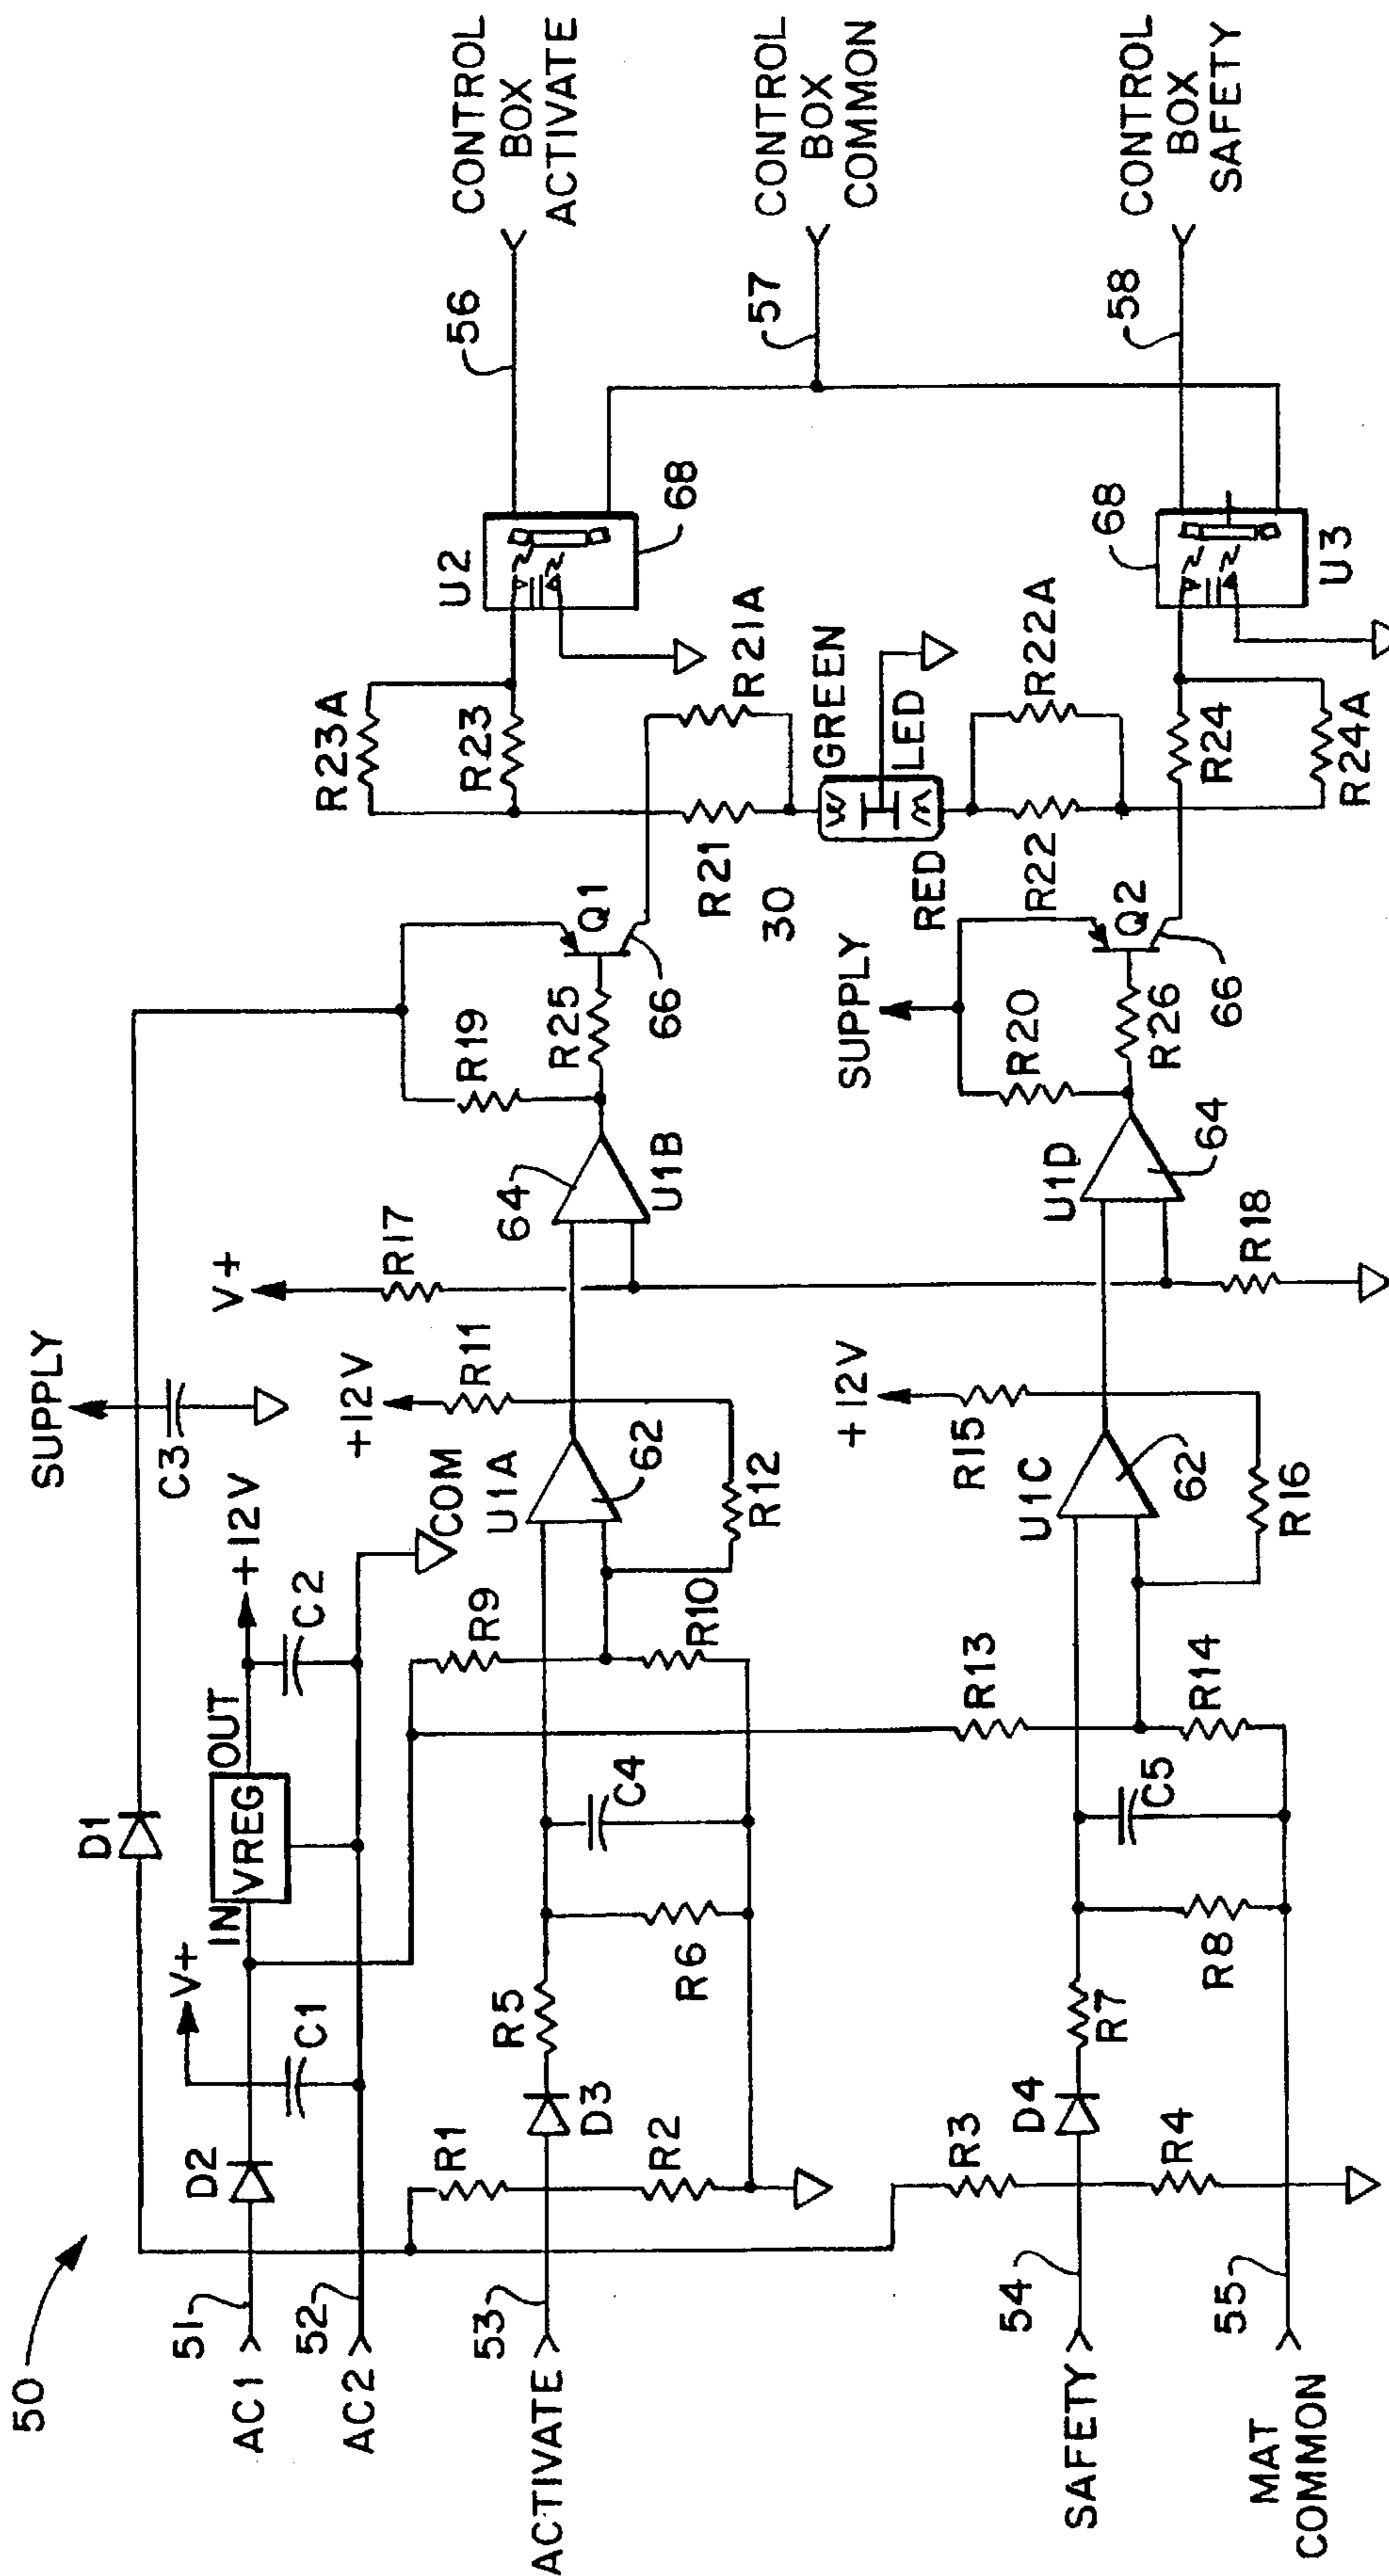 50
AC1
51
AC2
52
ACTIVATE
53
SAFETY
54
MAT
COMMON
55
D1
D2
V+
C1
IN
VREG
OUT
+12V
C2
COM
SUPPLY
C3
R1
R2
D3
R5
R6
C4
R9
R10
U1A
62
R12
+12V
R11
V+
R17
64
U1B
R19
R25
Q1
66
R23A
R23
U2
68
56
CONTROL
BOX
ACTIVATE
R21
R21A
30
GREEN
LED
RED
57
CONTROL
BOX
COMMON
R3
R4
D4
R7
R8
C5
R13
R14
U1C
62
R16
+12V
R15
U1D
64
R18
SUPPLY
R20
R26
Q2
66
R22
R22A
R24
R24A
68
U3
58
CONTROL
BOX
SAFETY